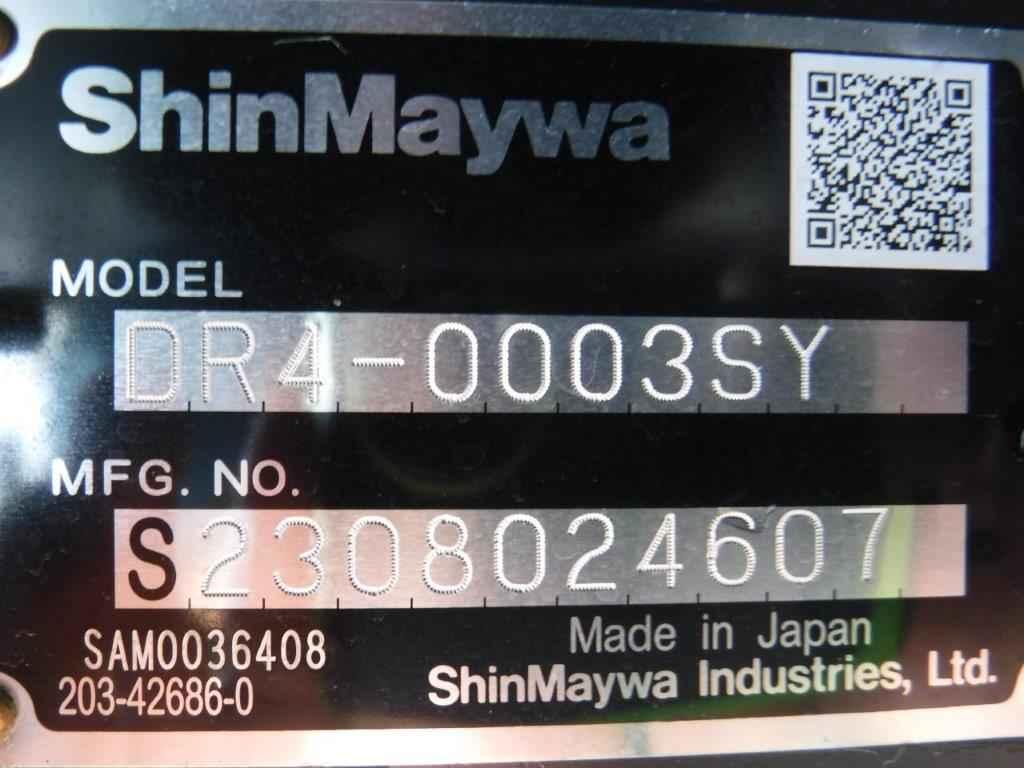 ShinMaywa
MODEL
DR4-0003SY
MFG. NO.
S2308024607
SAM0036408
203-42686-0
Made in Japan
ShinMaywa Industries, Ltd.